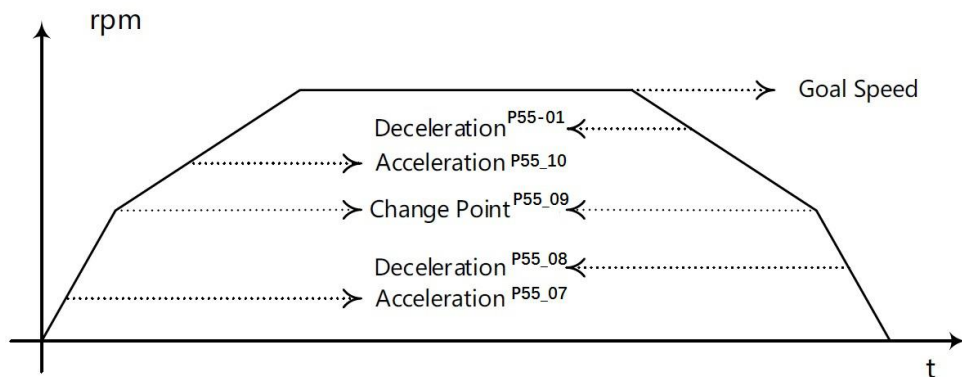 rpm
Goal Speed
Deceleration P55-01
Acceleration P55_10
Change Point P55_09
Deceleration P55_08
Acceleration P55_07
t